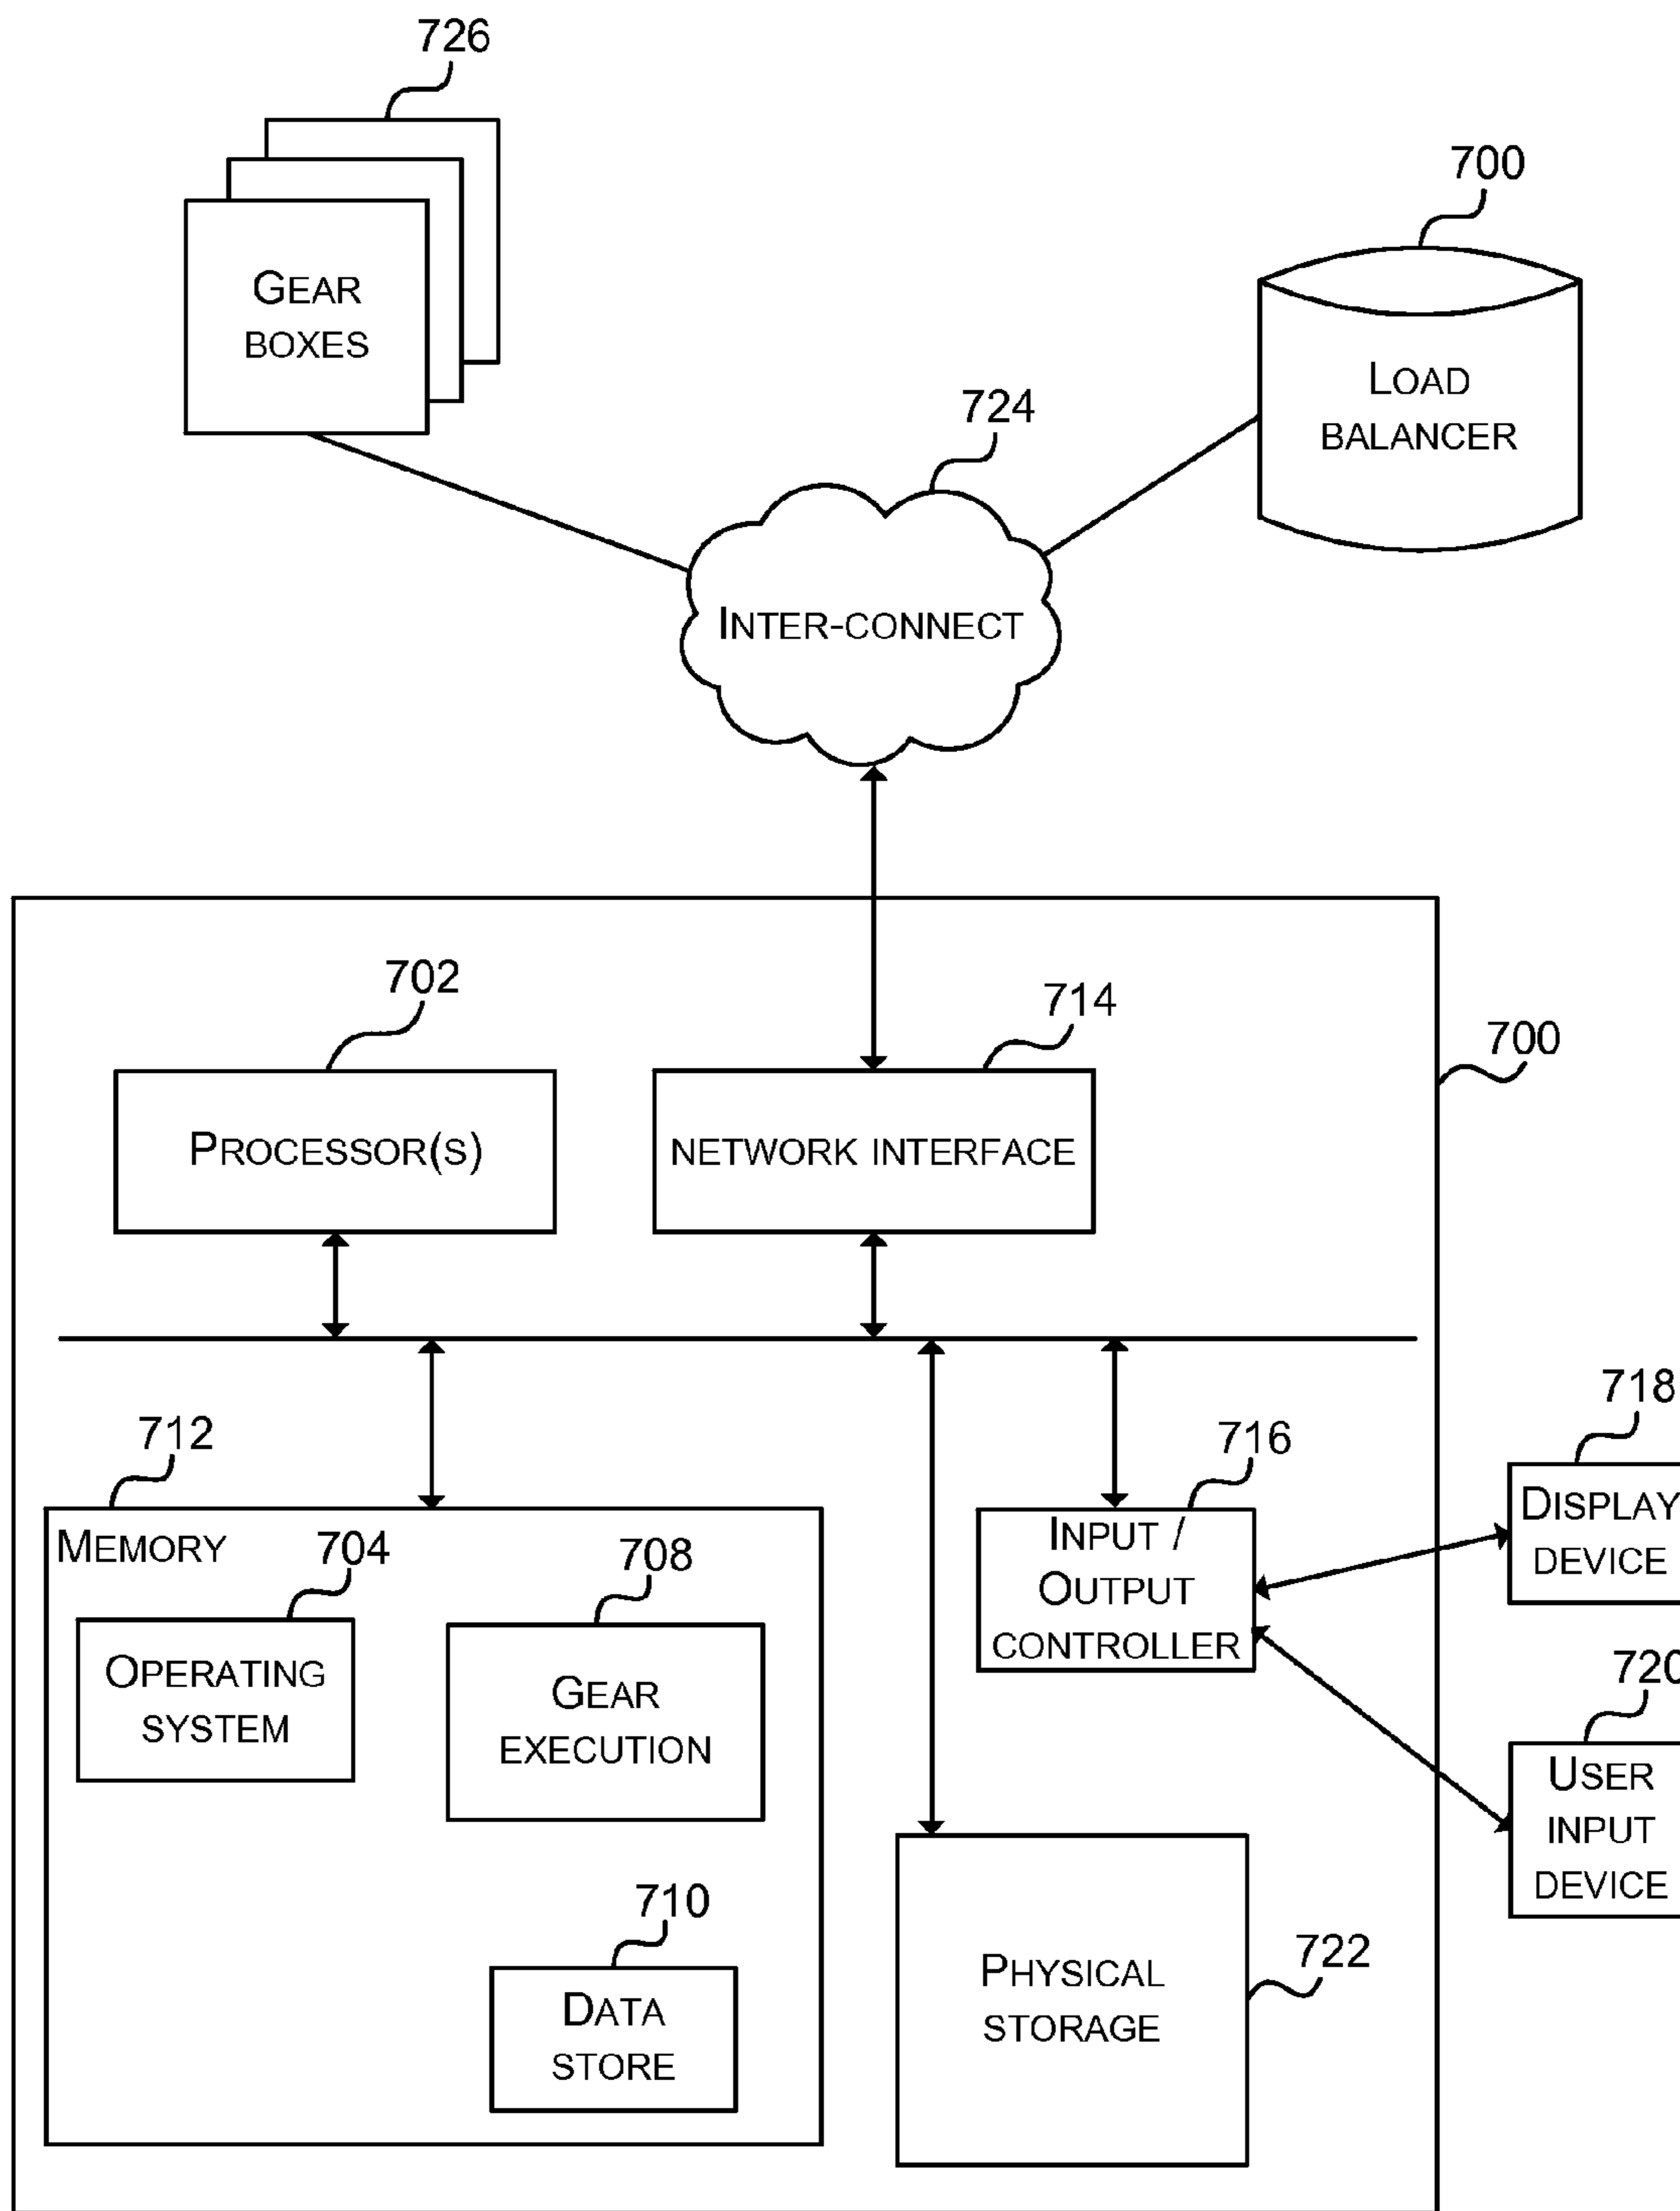 726
700
GEAR
BOXES
LOAD
BALANCER
724
INTER-CONNECT
702
714
700
PROCESSOR(S)
NETWORK INTERFACE
718
712
716
MEMORY
704
708
INPUT /
OUTPUT
CONTROLLER
DISPLAY
DEVICE
OPERATING
SYSTEM
GEAR
EXECUTION
720
USER
INPUT
DEVICE
710
722
DATA
STORE
PHYSICAL
STORAGE